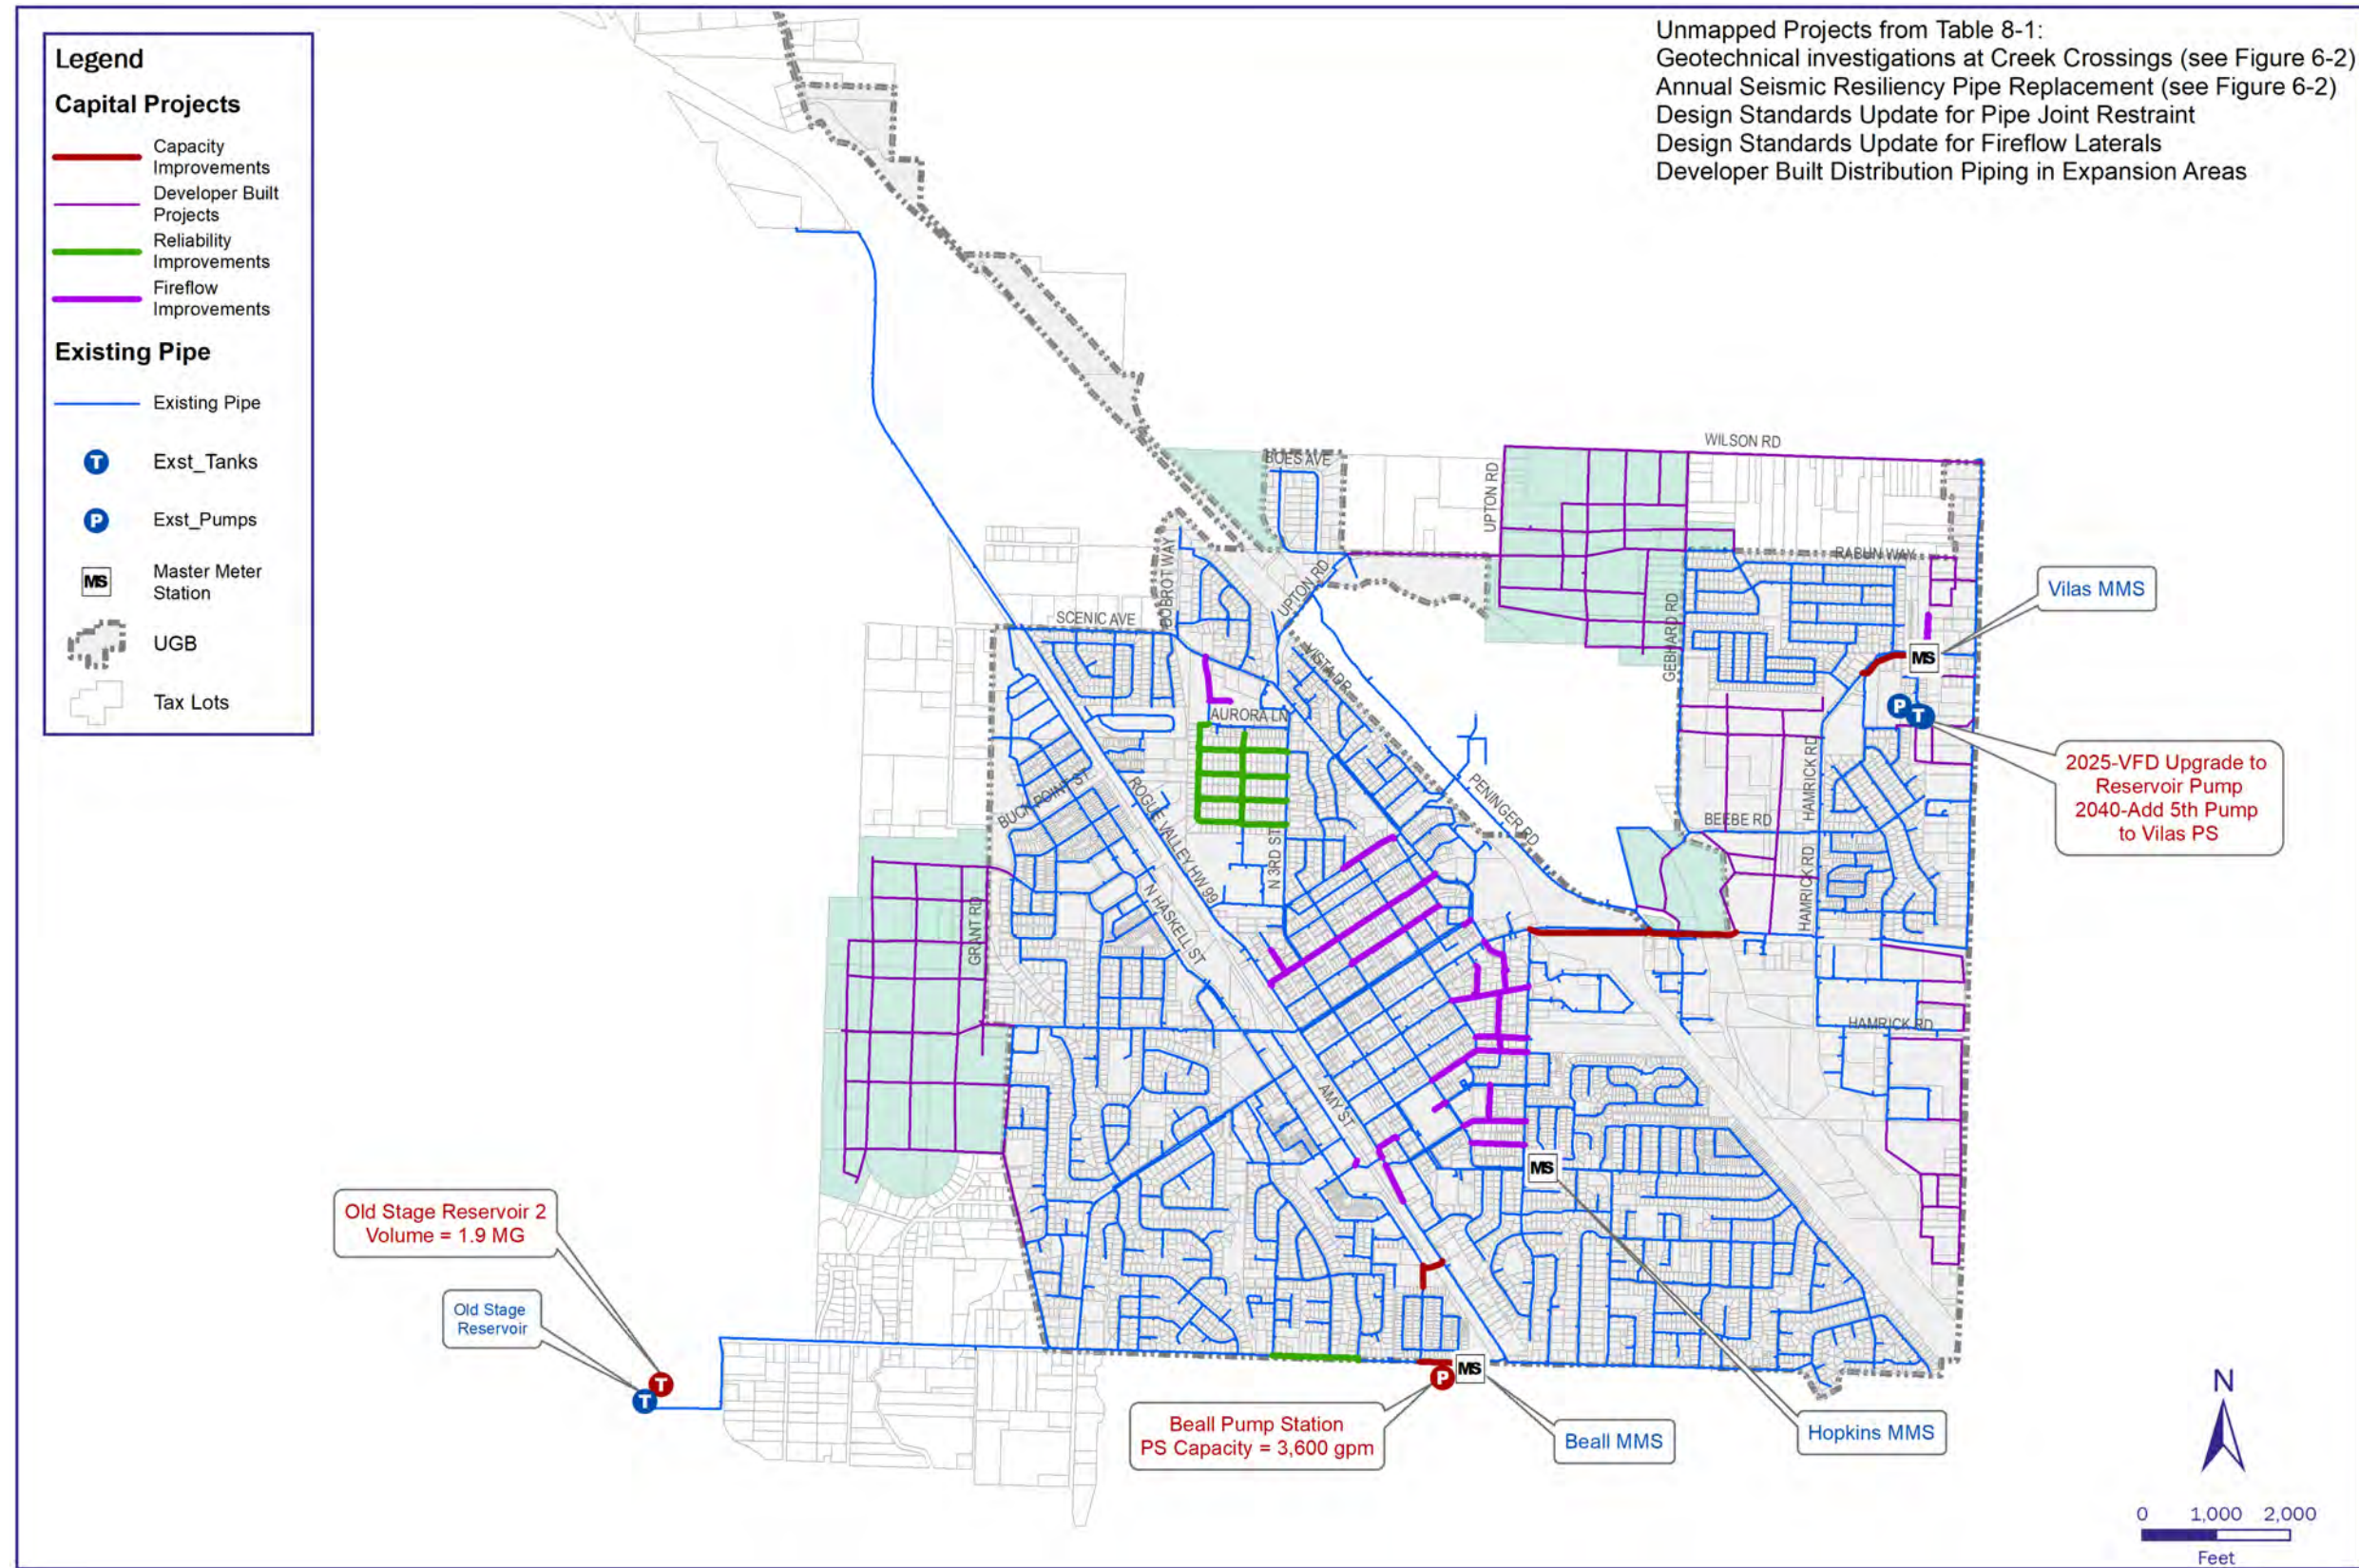 Unmapped Projects from Table 8-1:
Geotechnical investigations at Creek Crossings (see Figure 6-2)
Annual Seismic Resiliency Pipe Replacement (see Figure 6-2)
Design Standards Update for Pipe Joint Restraint
Design Standards Update for Fireflow Laterals
Developer Built Distribution Piping in Expansion Areas
Legend
Capital Projects
Capacity
Improvements
Developer Built
Projects
Reliability
Improvements
Fireflow
Improvements
Existing Pipe
Existing Pipe
T
Exst_Tanks
P
Exst_Pumps
MS
Master Meter
Station
UGB
Tax Lots
WILSON RD
BOES AVE
UPTON RD
RABUN WAY
BOBROT WAY
UPTON RD
Vilas MMS
SCENIC AVE
GEBHARD RD
VISTA DR
MS
AURORA LN
P
T
HAMRICK RD
2025-VFD Upgrade to
Reservoir Pump
2040-Add 5th Pump
to Vilas PS
BUCK POINT ST
ROGUE VALLEY HW 99
PENINGER RD
BEEBE RD
N 3RD ST
HAMRICK RD
N HASKELL ST
GRANT RD
HAMRICK RD
AMY ST
MS
Old Stage Reservoir 2
Volume = 1.9 MG
Old Stage
Reservoir
T
T
MS
P
Beall Pump Station
PS Capacity = 3,600 gpm
Beall MMS
Hopkins MMS
N
0 1,000 2,000
Feet